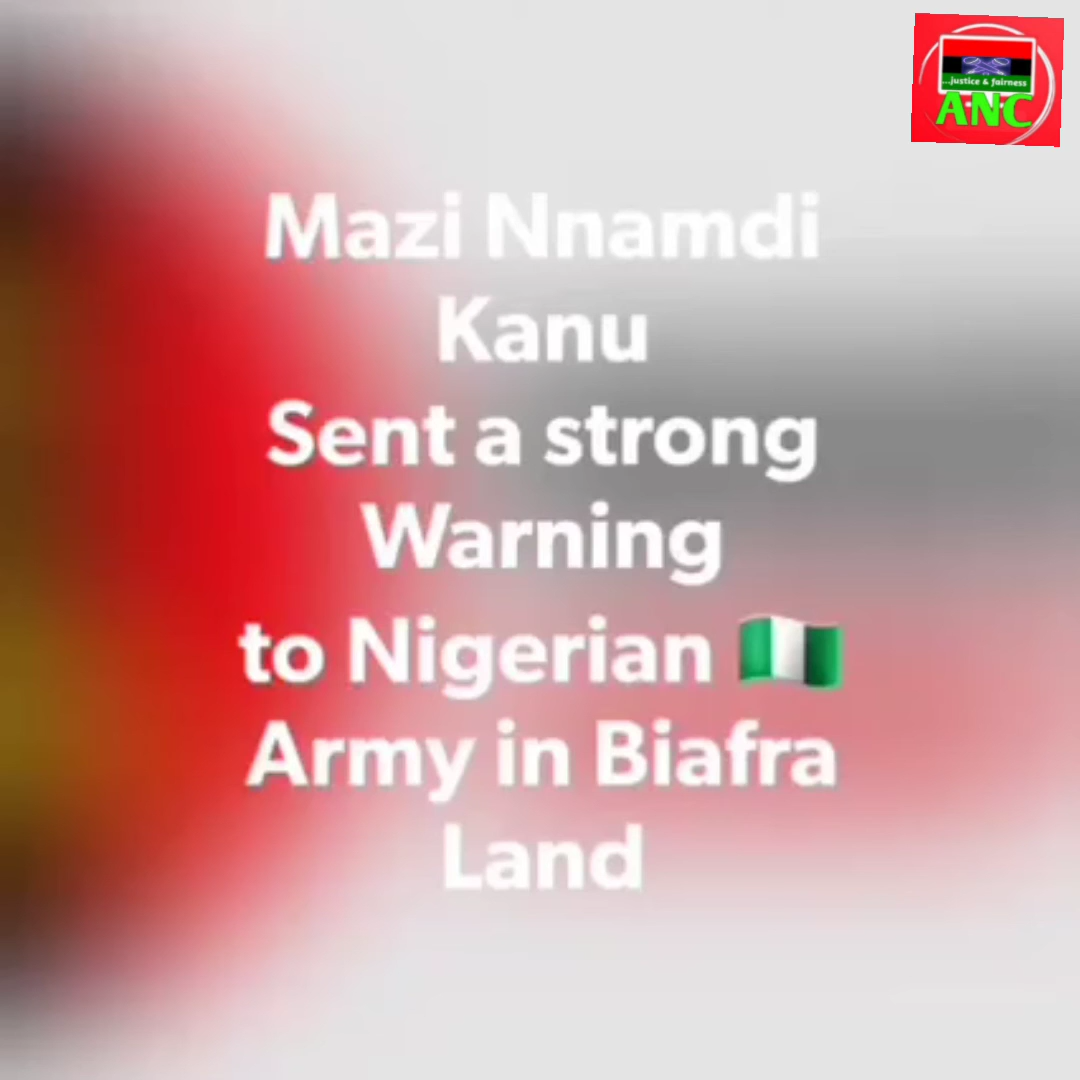 ...justice & fairness
ANC
Mazi Nnamdi
Kanu
Sent a strong
Warning
to Nigerian 🇳🇬
Army in Biafra
Land